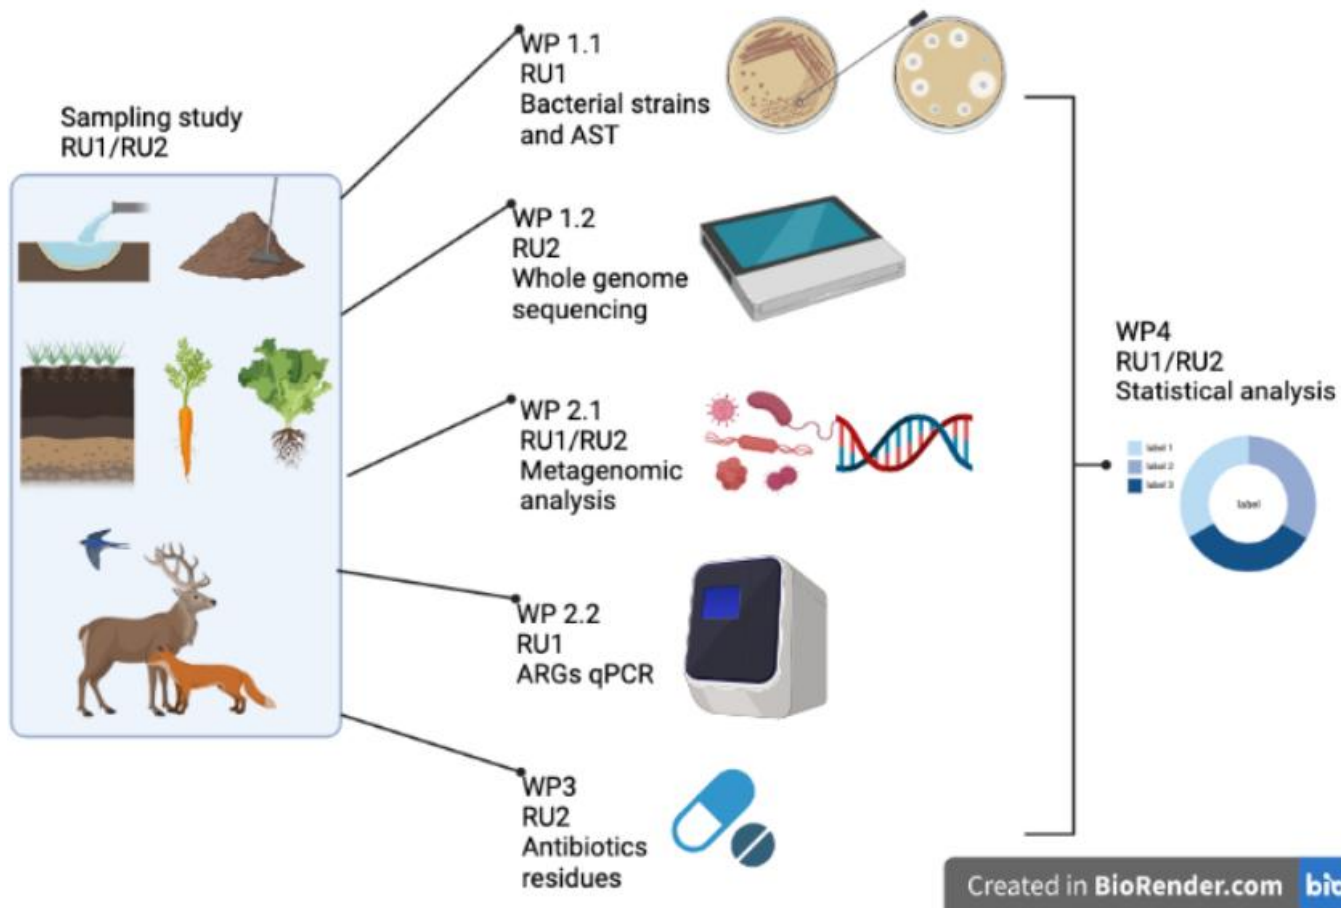 Sampling study
RU1/RU2
WP 1.1
RU1
Bacterial strains
and AST
WP 1.2
RU2
Whole genome
sequencing
WP 2.1
RU1/RU2
Metagenomic
analysis
WP 2.2
RU1
ARGs qPCR
WP3
RU2
Antibiotics
residues
WP4
RU1/RU2
Statistical analysis
label 1
label 2
label 3
label
Created in BioRender.com bio